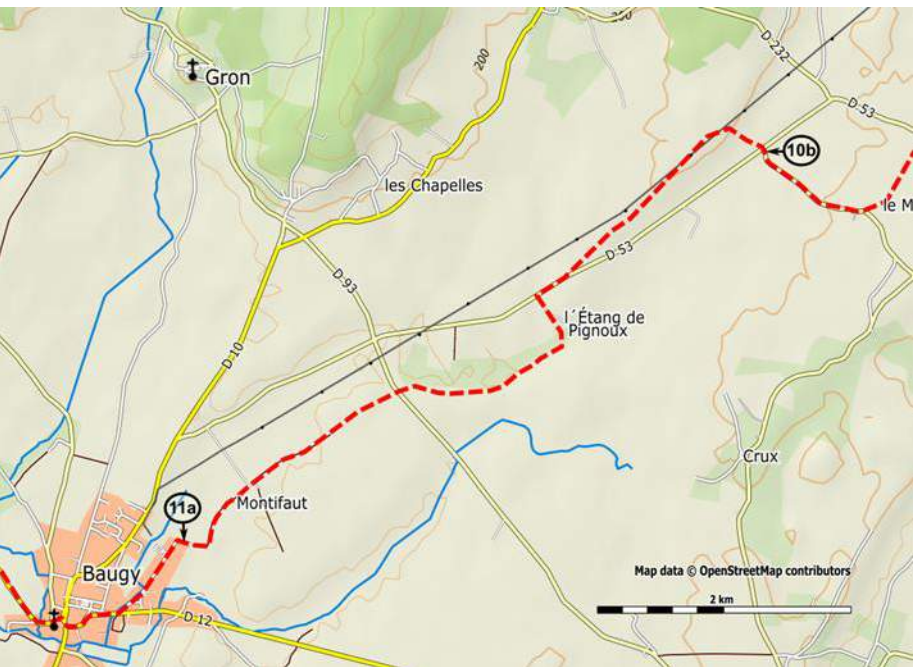 200
200
D-232
Gron
D-53
10b
les Chapelles
le M
D-53
D-93
l´Étang de
Pignoux
D-10
Crux
Montifaut
11a
Baugy
Map data © OpenStreetMap contributors
2 km
D 12